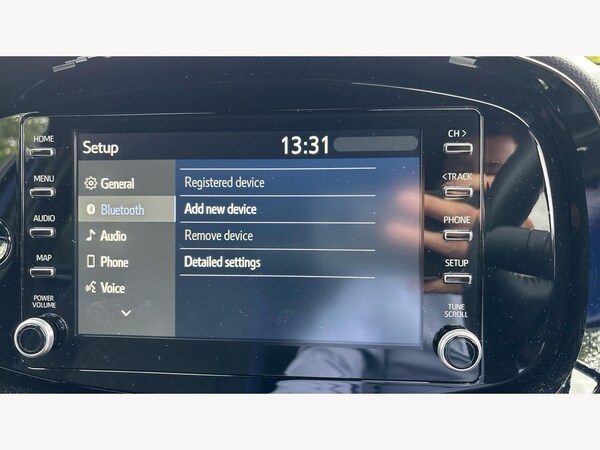 Setup
13:31
General
Bluetooth
Audio
Phone
Voice
Registered device
Add new device
Remove device
Detailed settings
HOME
MENU
AUDIO
MAP
POWER
VOLUME
CH >
<TRACK
PHONE
SETUP
TUNE
SCROLL